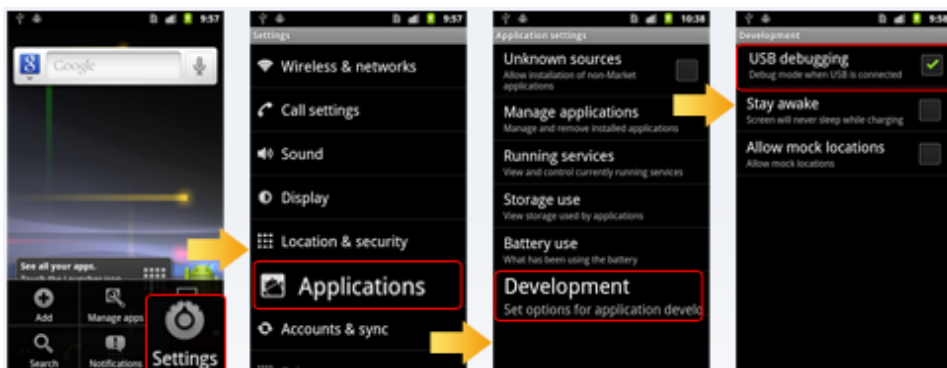 9:57
Google
See all your apps.
Touch the Launcher icon
Add
Manage apps
Search
Notifications
Settings
9:57
Settings
Wireless & networks
Call settings
Sound
Display
Location & security
Applications
Accounts & sync
10:38
Application settings
Unknown sources
Allow installation of non-Market
applications
Manage applications
Manage and remove installed applications
Running services
View and control currently running services
Storage use
View storage used by applications
Battery use
What has been using the battery
Development
Set options for application develo
9:58
Development
USB debugging
Debug mode when USB is connected
Stay awake
Screen will never sleep while charging
Allow mock locations
Allow mock locations